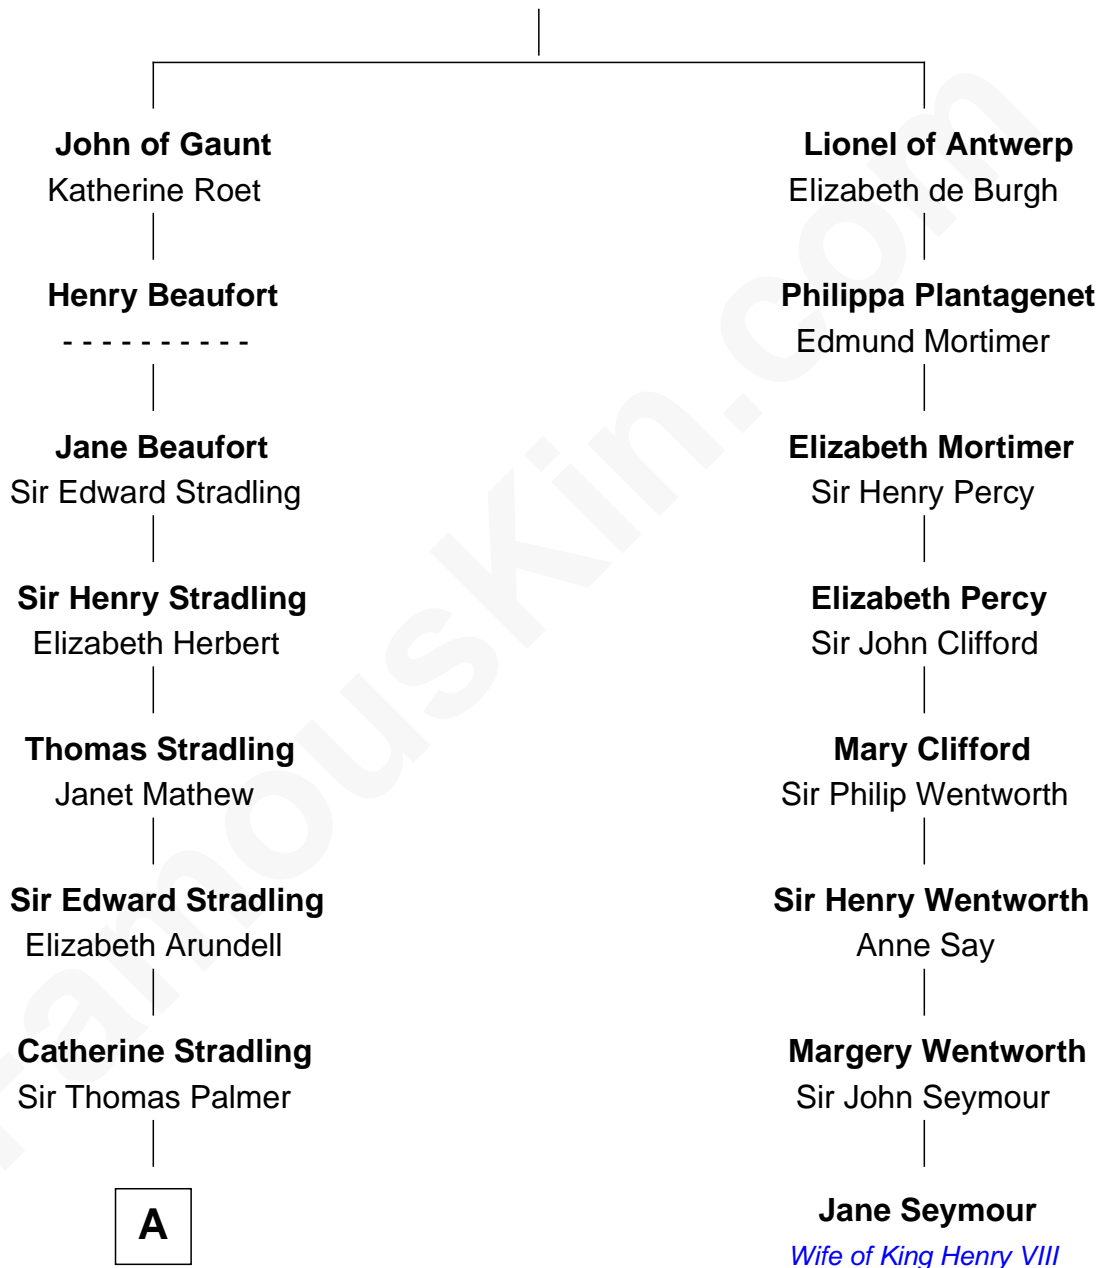 John of Gaunt
Katherine Roet
Henry Beaufort
- - - - - - - - - -
Jane Beaufort
Sir Edward Stradling
Sir Henry Stradling
Elizabeth Herbert
Thomas Stradling
Janet Mathew
Sir Edward Stradling
Elizabeth Arundell
Catherine Stradling
Sir Thomas Palmer
A
Lionel of Antwerp
Elizabeth de Burgh
Philippa Plantagenet
Edmund Mortimer
Elizabeth Mortimer
Sir Henry Percy
Elizabeth Percy
Sir John Clifford
Mary Clifford
Sir Philip Wentworth
Sir Henry Wentworth
Anne Say
Margery Wentworth
Sir John Seymour
Jane Seymour
Wife of King Henry VIII
FamousKin.com